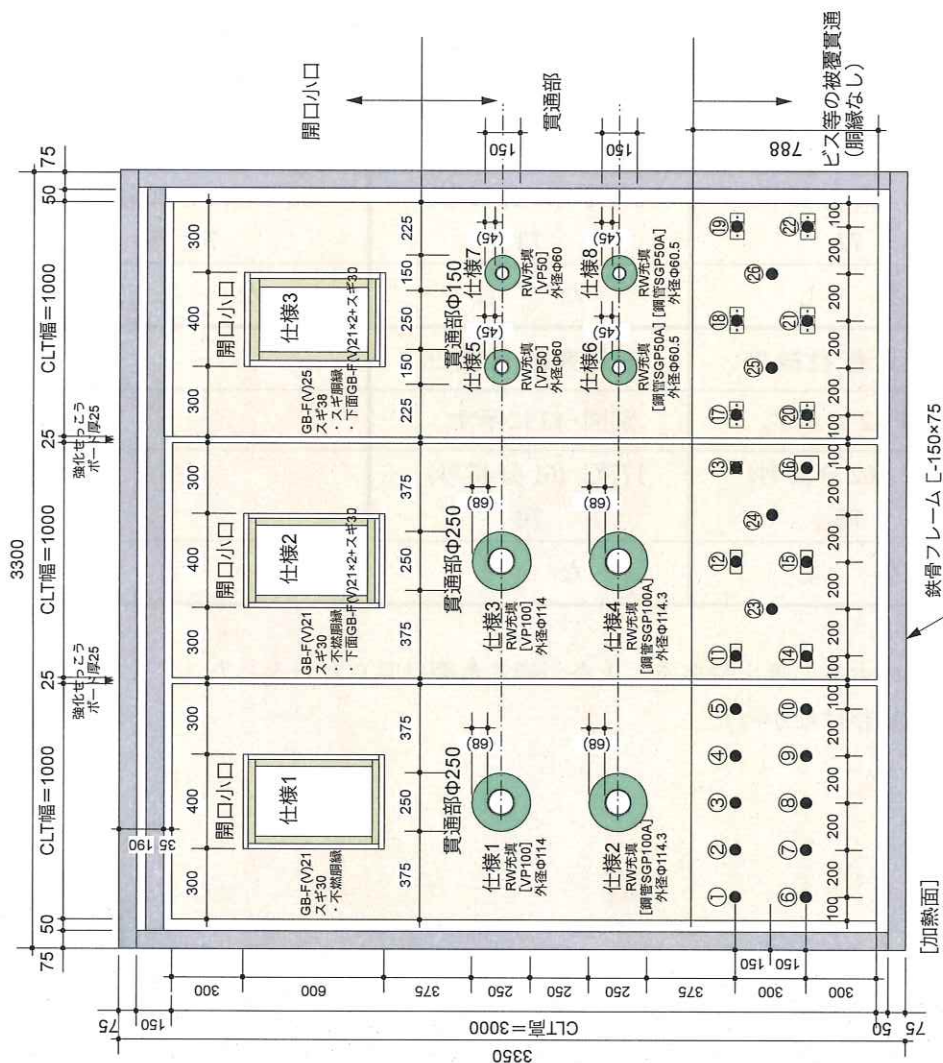 3300
75
50
CLT幅=1000
25
CLT幅=1000
25
CLT幅=1000
50
75
強化せっこう
ボード厚25
強化せっこう
ボード厚25
35
190
300
400
300
300
400
300
300
400
300
開口小口
開口小口
開口小口
開口小口
仕様1
仕様2
仕様3
GB-F(V)21
スギ30
・不燃胴縁
GB-F(V)21
スギ30
・不燃胴縁
・下面GB-F(V)21×2+スギ30
GB-F(V)25
スギ38
・スギ胴縁
・下面GB-F(V)21×2+スギ30
375
250
375
375
250
375
225
150
250
150
225
貫通部Φ250
貫通部Φ250
貫通部Φ150
貫通部
(68)
(68)
(45)
(45)
150
仕様1
RW充填
[VP100]
外径Φ114
仕様3
RW充填
[VP100]
外径Φ114
仕様5
RW充填
[VP50]
外径Φ60
仕様7
RW充填
[VP50]
外径Φ60
(68)
(68)
(45)
(45)
150
仕様2
RW充填
[鋼管SGP100A]
外径Φ114.3
仕様4
RW充填
[鋼管SGP100A]
外径Φ114.3
仕様6
RW充填
[鋼管SGP50A]
外径Φ60.5
仕様8
RW充填
[鋼管SGP50A]
外径Φ60.5
① ② ③ ④ ⑤ ⑪ ⑫ ⑬ ⑰ ⑱ ⑲
㉓ ㉔ ㉕ ㉖
⑥ ⑦ ⑧ ⑨ ⑩ ⑭ ⑮ ⑯ ⑳ ㉑ ㉒
100
200
200
100
100
200
200
100
100
200
200
100
788
ビス等の被覆貫通
(胴縁なし)
75
150
300
600
375
250
250
250
375
300
300
150
150
50
75
CLT高=3000
3350
[加熱面]
鉄骨フレーム [-150×75